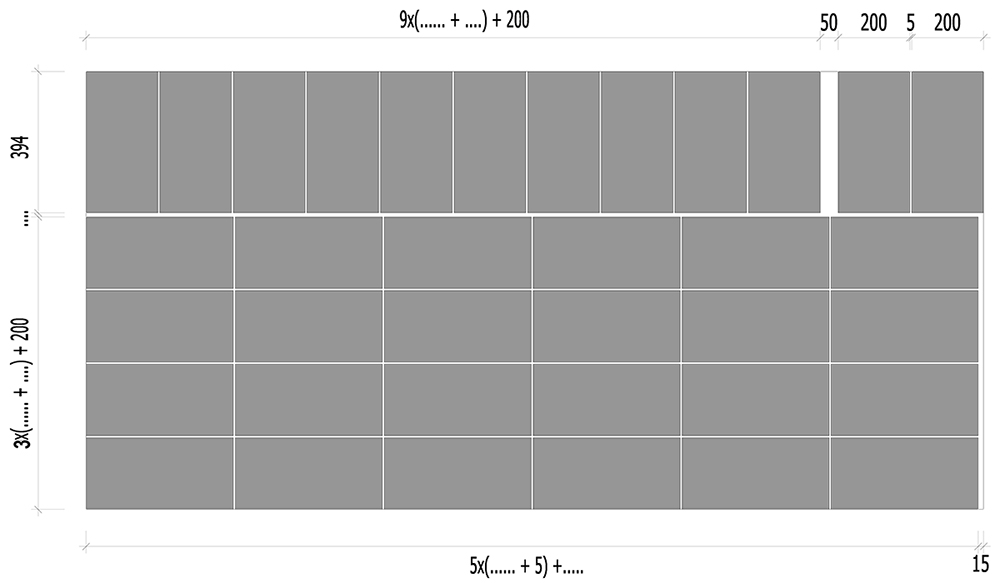 9x(...... + ....) + 200
50
200
5
200
394
....
3x(...... + ....) + 200
5x(...... + 5) +.....
15